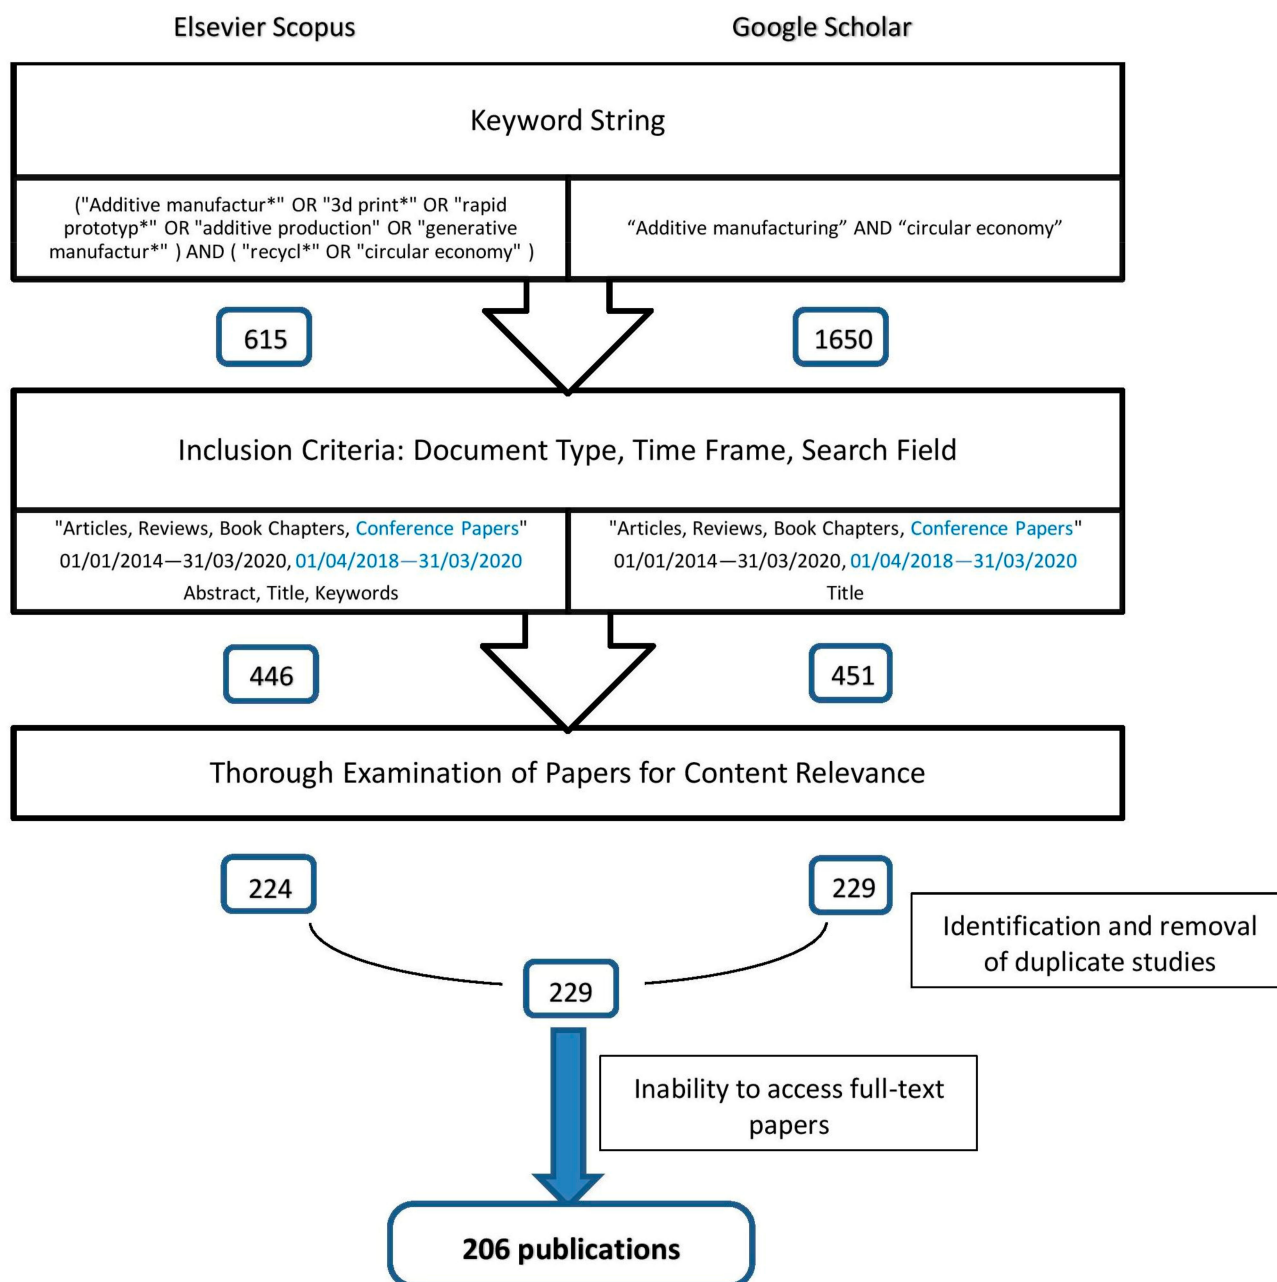 Elsevier Scopus
Google Scholar
Keyword String
("Additive manufactur*" OR "3d print*" OR "rapid
prototyp*" OR "additive production" OR "generative
manufactur*" ) AND ( "recycl*" OR "circular economy" )
“Additive manufacturing” AND “circular economy”
615
1650
Inclusion Criteria: Document Type, Time Frame, Search Field
"Articles, Reviews, Book Chapters, Conference Papers"
01/01/2014—31/03/2020, 01/04/2018—31/03/2020
Abstract, Title, Keywords
"Articles, Reviews, Book Chapters, Conference Papers"
01/01/2014—31/03/2020, 01/04/2018—31/03/2020
Title
446
451
Thorough Examination of Papers for Content Relevance
224
229
Identification and removal
of duplicate studies
229
Inability to access full-text
papers
206 publications